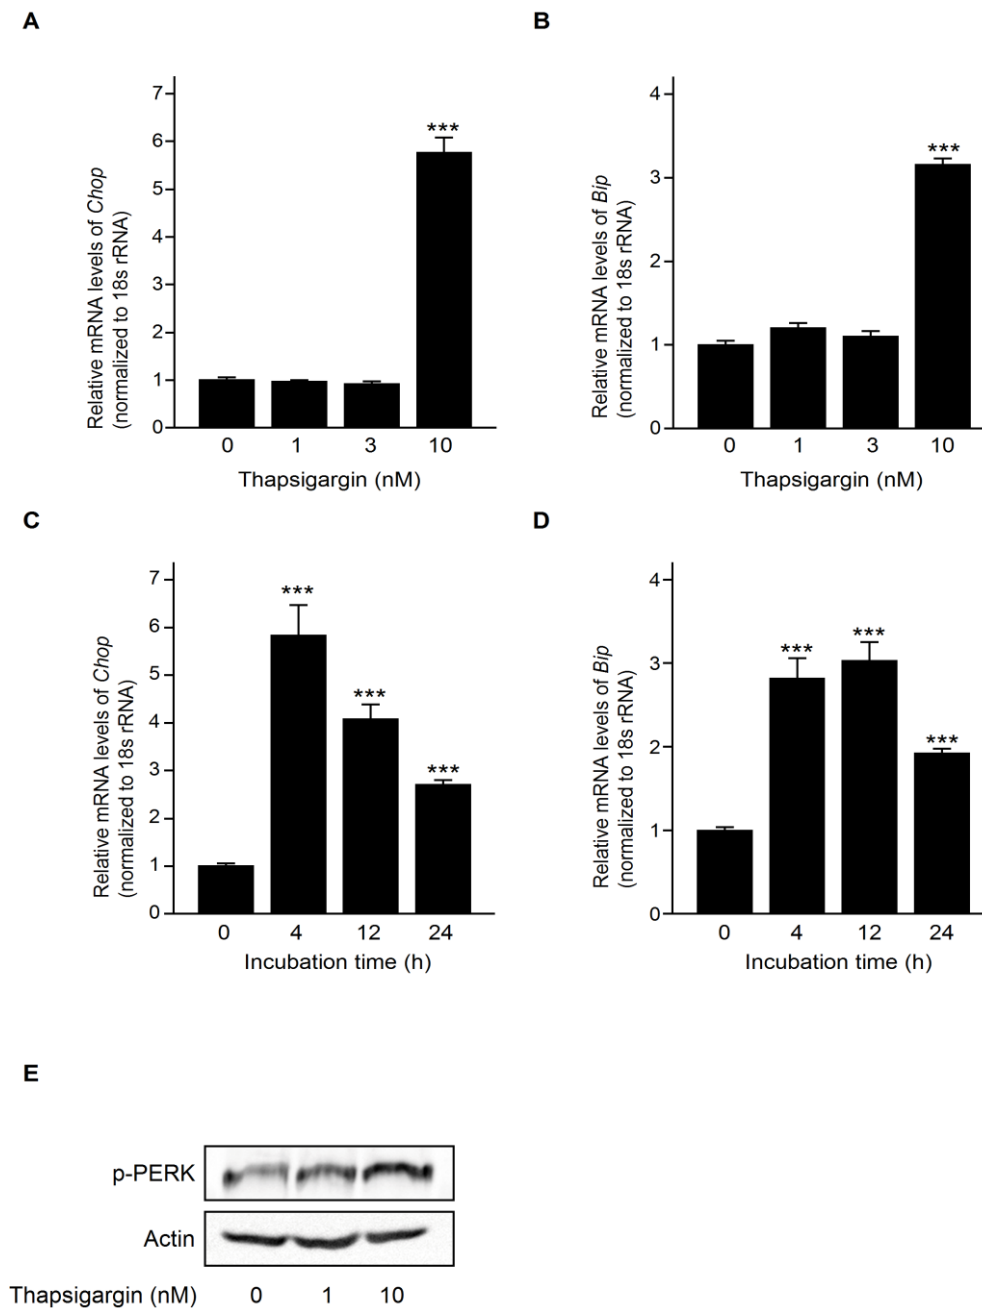 A
B
7
6
5
4
3
2
1
0
***
Relative mRNA levels of Chop
(normalized to 18s rRNA)
0 1 3 10
Thapsigargin (nM)
4
3
2
1
0
***
Relative mRNA levels of Bip
(normalized to 18s rRNA)
0 1 3 10
Thapsigargin (nM)
C
D
7
6
5
4
3
2
1
0
***
***
***
Relative mRNA levels of Chop
(normalized to 18s rRNA)
0 4 12 24
Incubation time (h)
4
3
2
1
0
***
***
***
Relative mRNA levels of Bip
(normalized to 18s rRNA)
0 4 12 24
Incubation time (h)
E
p-PERK
Actin
Thapsigargin (nM) 0 1 10